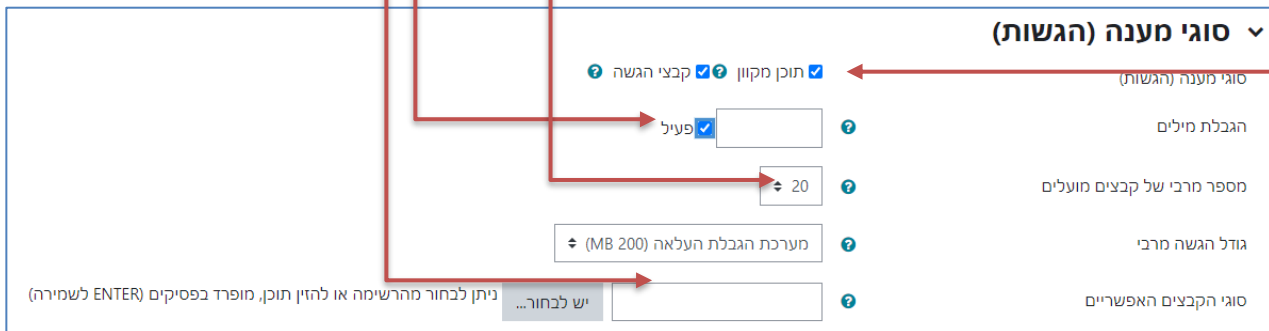 סוגי מענה (הגשות)
סוגי מענה (הגשות) תוכן מקוון קבצי הגשה
הגבלת מילים פעיל
מספר מרבי של קבצים מועלים 20
גודל הגשה מרבי מערכת הגבלת העלאה (200 MB)
סוגי הקבצים האפשריים יש לבחור... ניתן לבחור מהרשימה או להזין תוכן, מופרד בפסיקים (ENTER לשמירה)